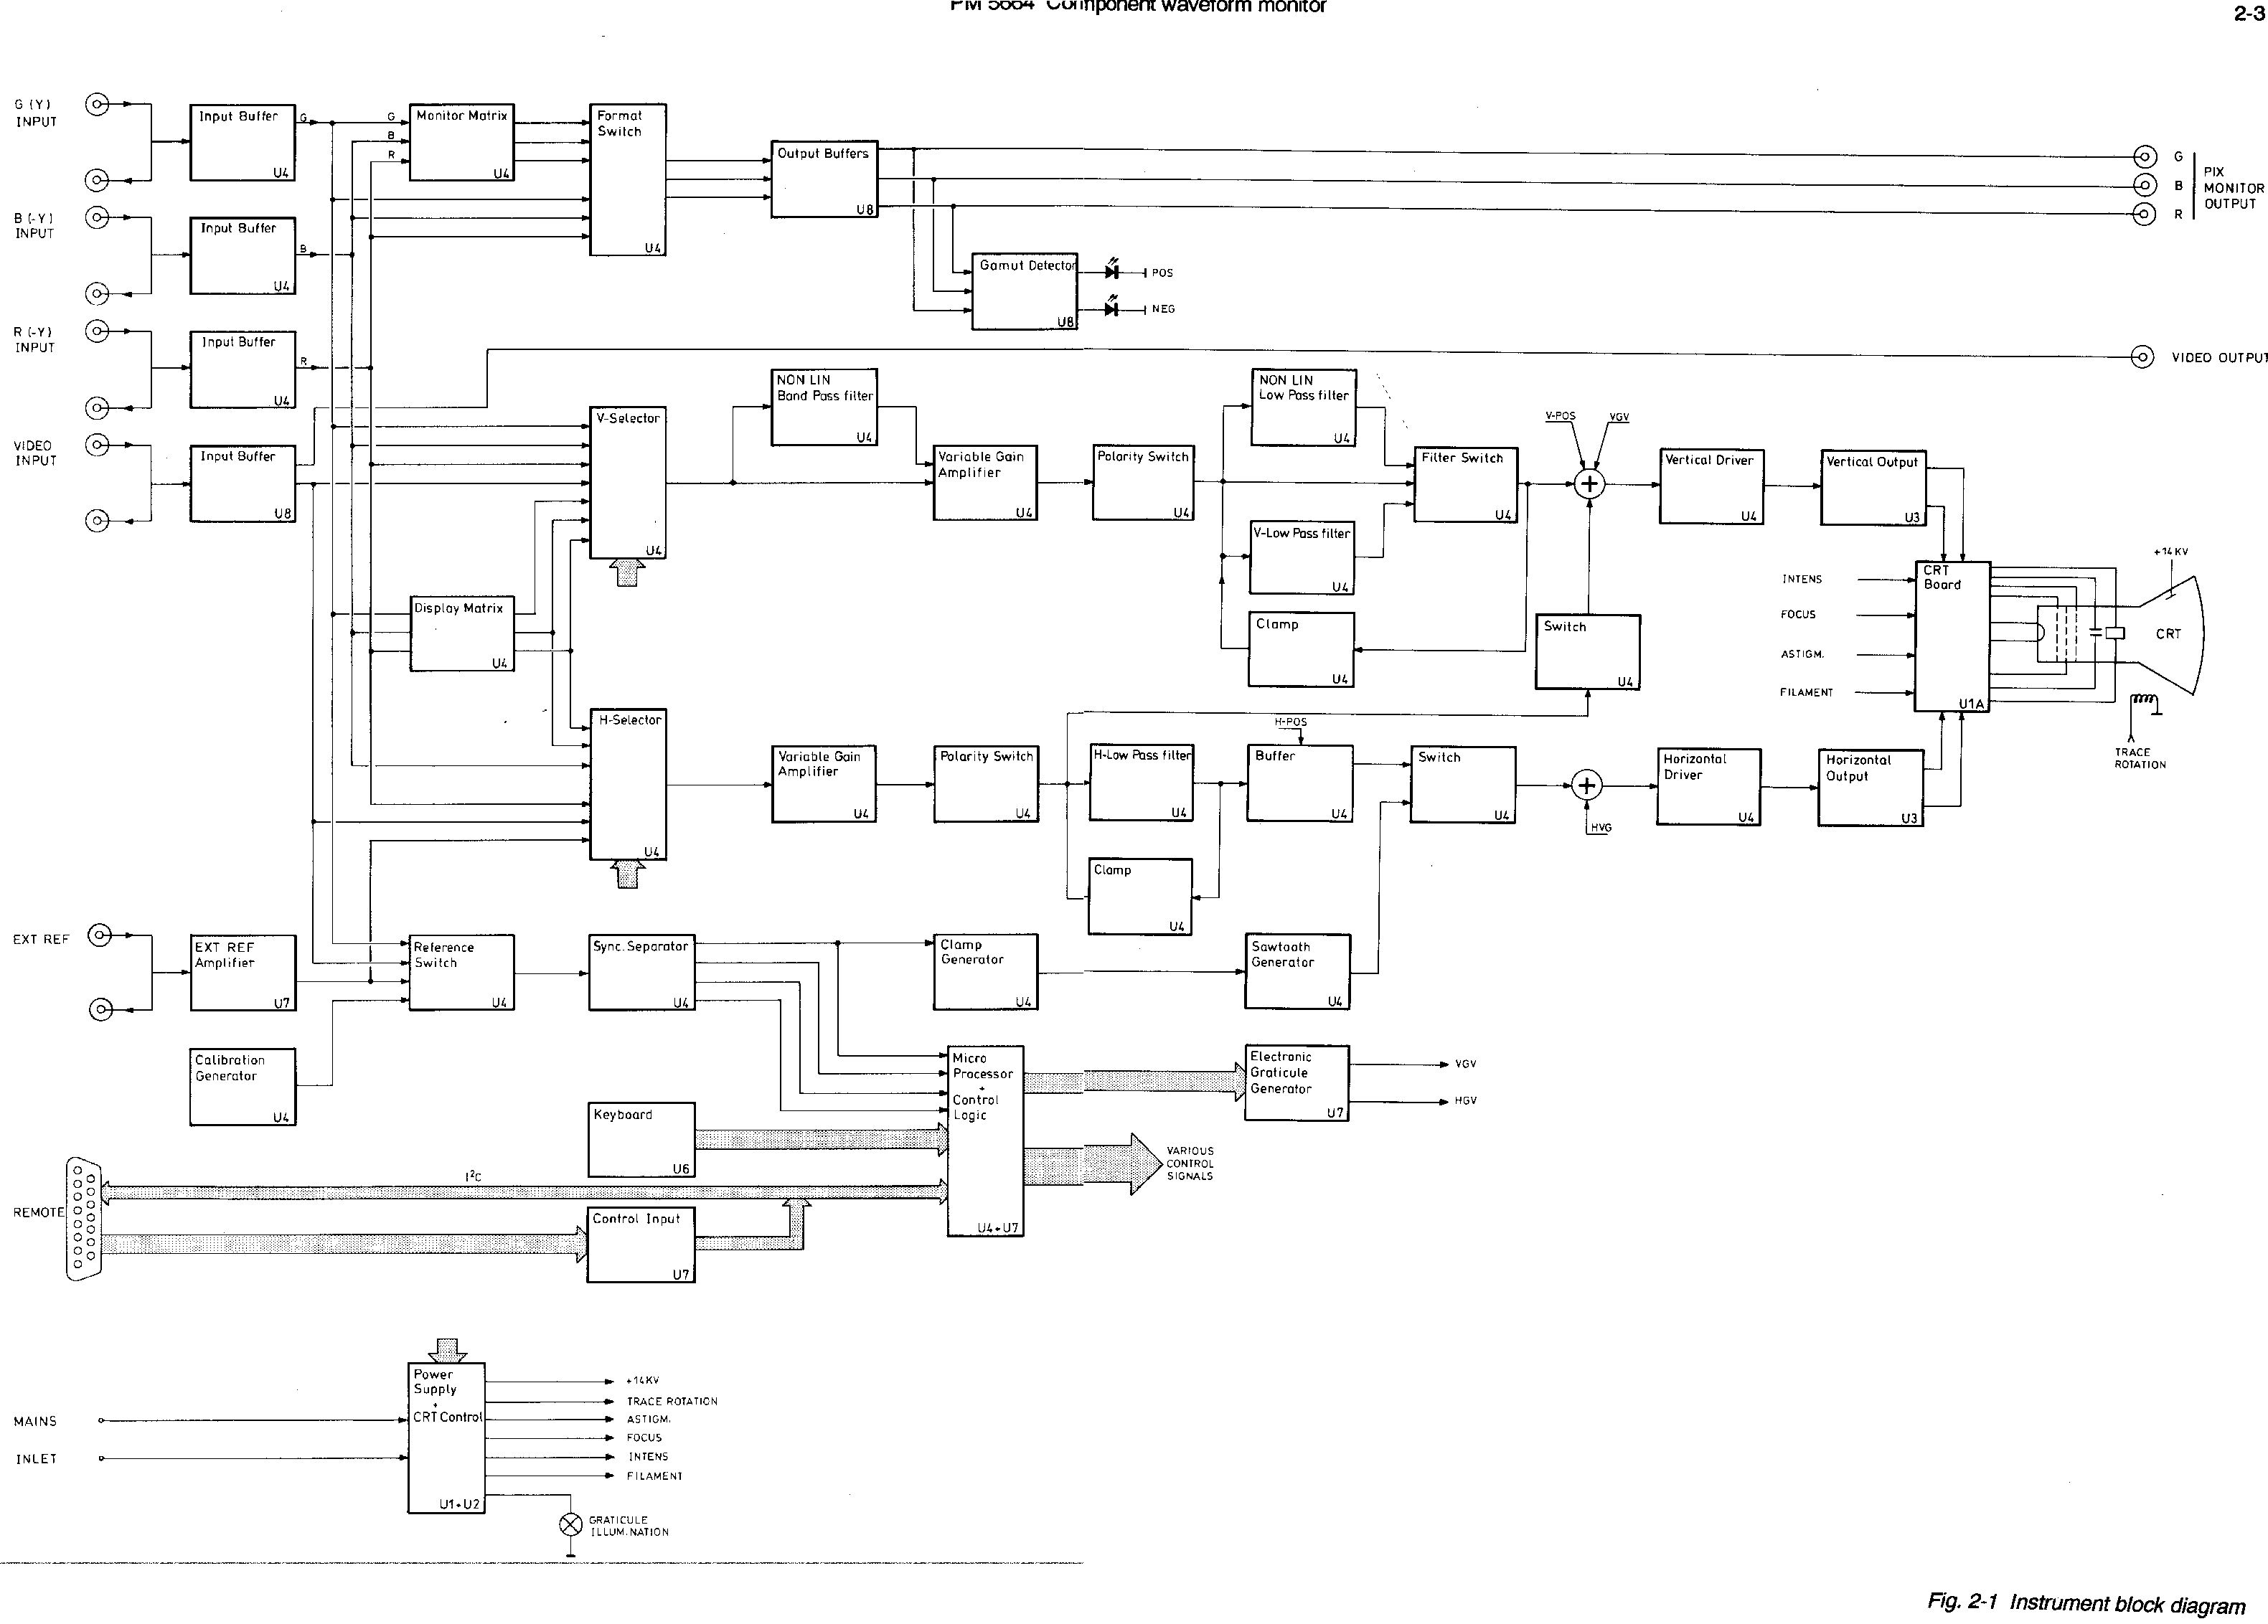 PM 5664 Component waveform monitor
2-3
G (Y)
INPUT
Input Buffer
U4
G
G
B
R
Monitor Matrix
U4
Format
Switch
U4
Output Buffers
U8
G
B
R
PIX
MONITOR
OUTPUT
B (-Y)
INPUT
Input Buffer
U4
B
Gamut Detector
U8
POS
NEG
R (-Y)
INPUT
Input Buffer
U4
R
VIDEO OUTPUT
VIDEO
INPUT
Input Buffer
U8
V-Selector
U4
NON LIN
Band Pass filter
U4
Variable Gain
Amplifier
U4
Polarity Switch
U4
NON LIN
Low Pass filter
U4
V-Low Pass filter
U4
Clamp
U4
Filter Switch
U4
V-POS
VGV
+
Vertical Driver
U4
Vertical Output
U3
Display Matrix
U4
Switch
U4
INTENS
FOCUS
ASTIGM.
FILAMENT
CRT
Board
U1A
+14KV
CRT
TRACE
ROTATION
H-Selector
U4
Variable Gain
Amplifier
U4
Polarity Switch
U4
H-Low Pass filter
U4
H-POS
Buffer
U4
Switch
U4
+
HVG
Horizontal
Driver
U4
Horizontal
Output
U3
Clamp
U4
EXT REF
EXT REF
Amplifier
U7
Reference
Switch
U4
Sync. Separator
U4
Clamp
Generator
U4
Sawtooth
Generator
U4
Calibration
Generator
U4
Micro
Processor
+
Control
Logic
U4+U7
Electronic
Graticule
Generator
U7
VGV
HGV
Keyboard
U6
VARIOUS
CONTROL
SIGNALS
I²C
REMOTE
Control Input
U7
MAINS
INLET
Power
Supply
+
CRT Control
U1+U2
+14KV
TRACE ROTATION
ASTIGM.
FOCUS
INTENS
FILAMENT
GRATICULE
ILLUM.NATION
Fig. 2-1 Instrument block diagram